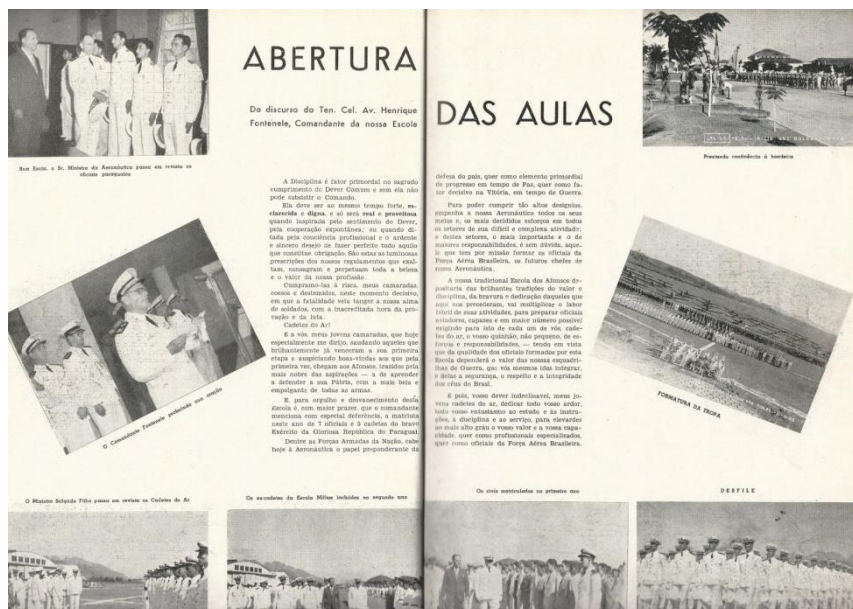 ABERTURA
Do discurso do Ten. Cel. Av. Henrique
Fontenele, Comandante da nossa Escola
DAS AULAS
Sua Excia. o Sr. Ministro da Aeronáutica passa em revista os
oficiais paraguaios
Prestando continência à bandeira
A Disciplina é fator primordial no sagrado
cumprimento do Dever Comum e sem ela não
pode subsistir o Comando.
Ela deve ser ao mesmo tempo forte, es-
clarecida e digna, e só será real e proveitosa
quando inspirada pelo sentimento do Dever,
pela cooperação expontânea; ou quando di-
tada pela conciência profissional e o ardente
e sincero desejo de fazer perfeito tudo aquilo
que constitue obrigação. São estas as luminosas
prescrições dos nossos regulamentos que exal-
tam, consagram e perpetuam toda a beleza
e o valor da nossa profissão.
Cumpramo-las à risca, meus camaradas,
coesos e destemidos, neste momento decisivo,
em que a fatalidade veiu tanger a nossa alma
de soldados, com a inacreditada hora da pro-
vação e da luta.
Cadetes do Ar!
E a vós, meus jovens camaradas, que hoje
especialmente me dirijo, saudando aqueles que
brilhantemente já venceram a sua primeira
etapa e auspiciando boas-vindas aos que pela
primeira vez, chegam aos Afonsos, trazidos pela
mais nobre das aspirações — a de aprender
a defender a sua Pátria, com a mais bela e
empolgante de todas as armas.
E, para orgulho e desvanecimento desta
Escola é, com maior prazer, que o comandante
menciona com especial deferência, a matrícula
neste ano de 7 oficiais e 5 cadetes do bravo
Exército da Gloriosa República do Paraguai.
Dentre as Forças Armadas da Nação, cabe
hoje à Aeronáutica o papel preponderante da
defesa do país, quer como elemento primordial
de progresso em tempo de Paz, quer como fa-
tor decisivo na Vitória, em tempo de Guerra.
Para poder cumprir tão altos desígnios,
empenha a nossa Aeronáutica todos os seus
meios e, os mais decididos esforços em todos
os setores de sua difícil e complexa atividade;
e destes setores, o mais importante e o de
maiores responsabilidades, é sem dúvida, aque-
le que tem por missão formar os oficiais da
Força Aérea Brasileira, os futuros chefes de
nossa Aeronáutica.
A nossa tradicional Escola dos Afonsos de-
positária das brilhantes tradições do valor e
disciplina, da bravura e dedicação daqueles que
aqui nos precederam, vai multiplicar o labor
febril de suas atividades, para preparar oficiais
aviadores, capazes e em maior número possível
exigindo para isto de cada um de vós, cade-
tes do ar, o vosso quinhão, não pequeno, de es-
forços e responsabilidades, — tendo em vista
que da qualidade dos oficiais formados por esta
Escola dependerá o valor das nossas esquadri-
lhas de Guerra, que vós mesmos ides integrar,
e delas a segurança, o respeito e a integridade
dos céus do Brasil.
É pois, vosso dever indeclinavel, meus jo-
vens cadetes do ar, dedicar todo vosso ardor,
todo vosso entusiasmo ao estudo e às instru-
ções, à disciplina e ao serviço, para elevardes
ao mais alto gráu o vosso valor e a vossa capa-
cidade, quer como profissionais especializados,
quer como oficiais da Força Aérea Brasileira.
O Comandante Fontenele proferindo sua oração
FORMATURA DA TROPA
O Ministro Salgado Filho passa em revista os Cadetes do Ar
Os ex-cadetes da Escola Militar incluidos no segundo ano
Os civis matriculados no primeiro ano
DESFILE